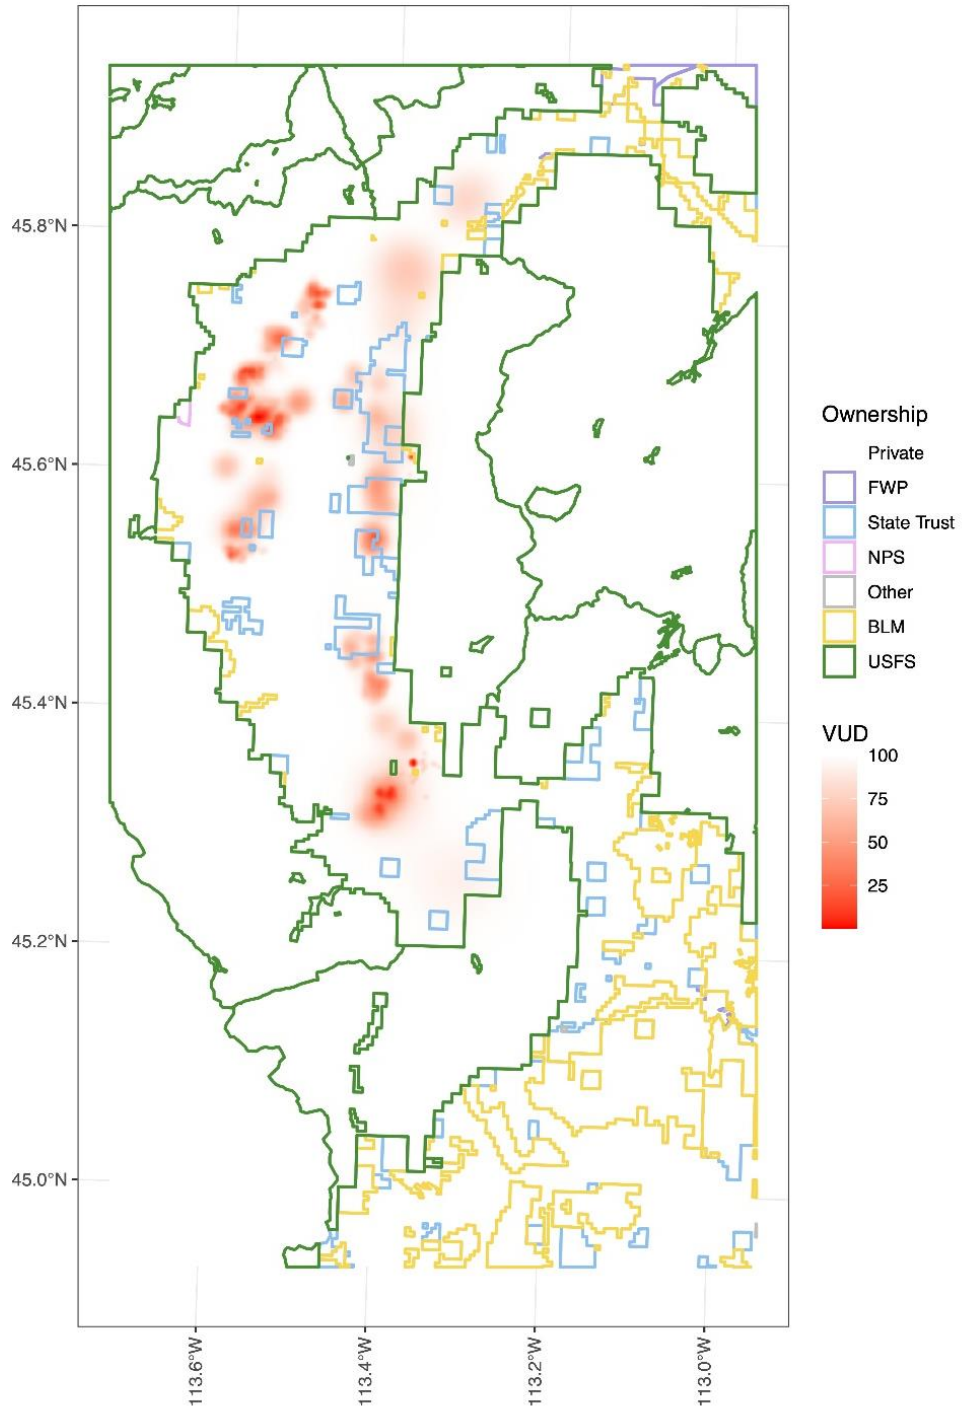 45.8°N
45.6°N
45.4°N
45.2°N
45.0°N
113.6°W
113.4°W
113.2°W
113.0°W
Ownership
Private
FWP
State Trust
NPS
Other
BLM
USFS
VUD
100
75
50
25